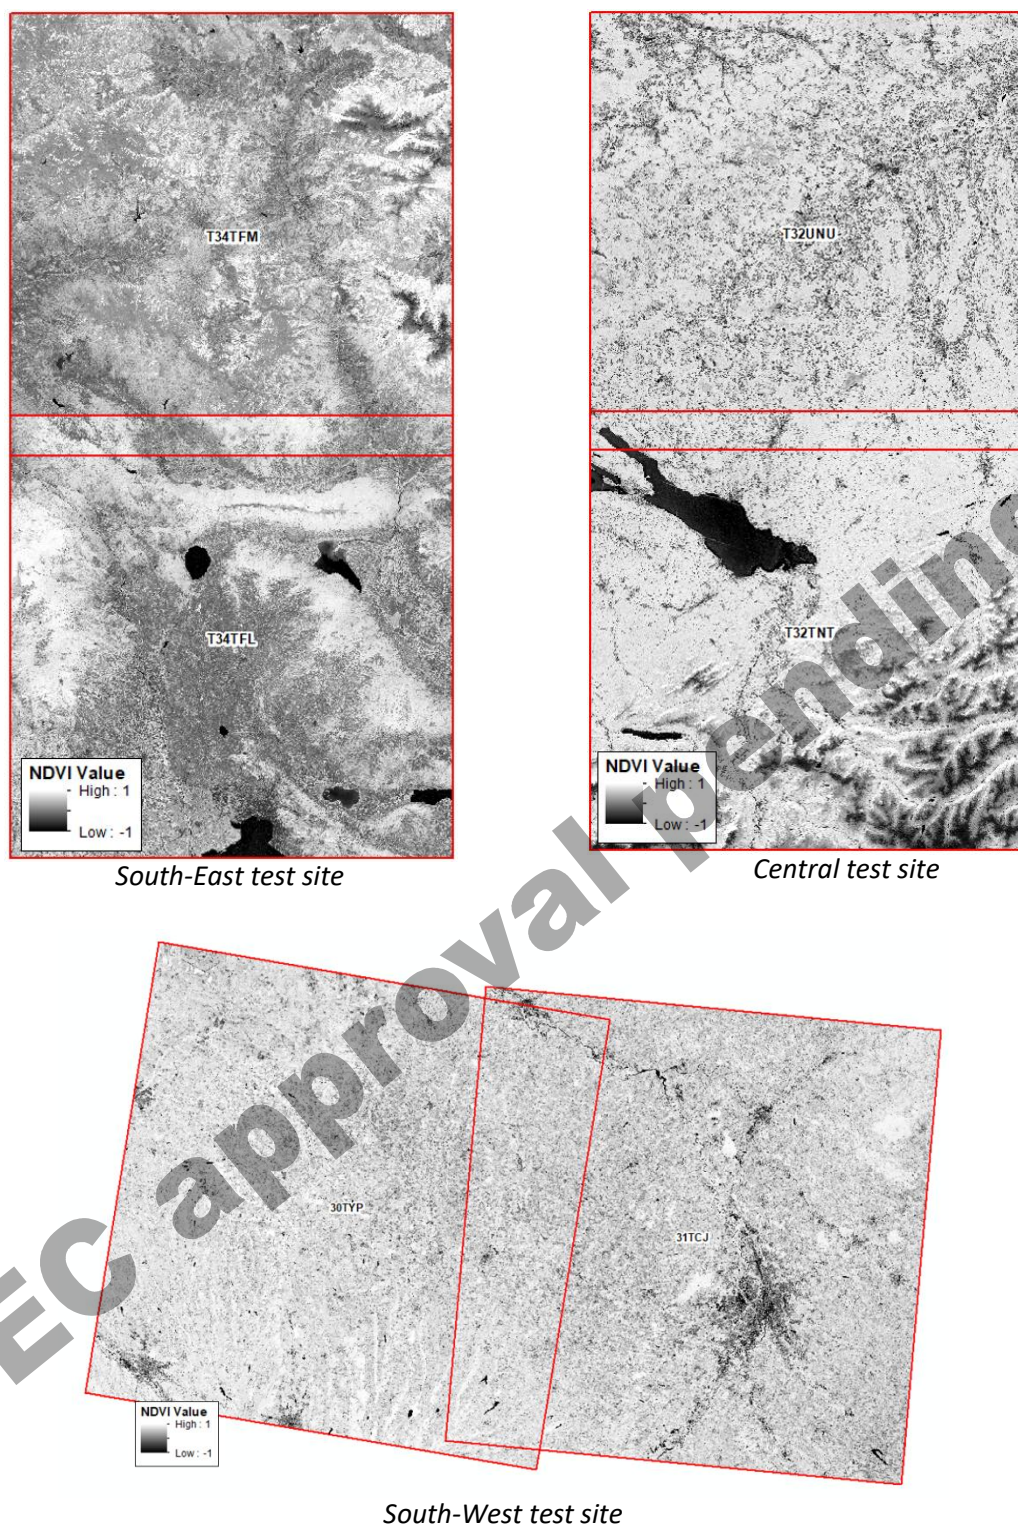 T34TFM
T34TFL
NDVI Value
High : 1
Low : -1
South-East test site
T32UNU
T32TNT
NDVI Value
High : 1
Low : -1
Central test site
30TYP
31TCJ
NDVI Value
High : 1
Low : -1
South-West test site
EC approval pending